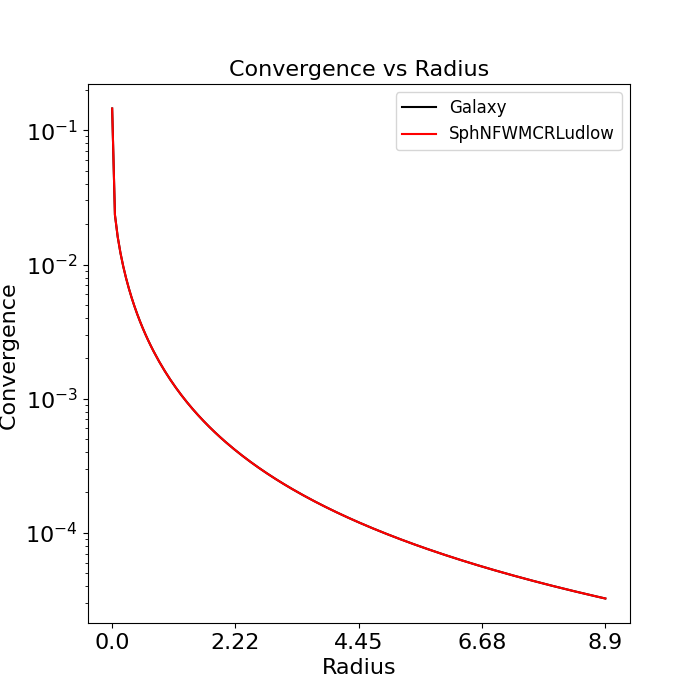 Convergence vs Radius
Galaxy
SphNFWMCRLudlow
Convergence
10⁻¹
10⁻²
10⁻³
10⁻⁴
0.0 2.22 4.45 6.68 8.9
Radius